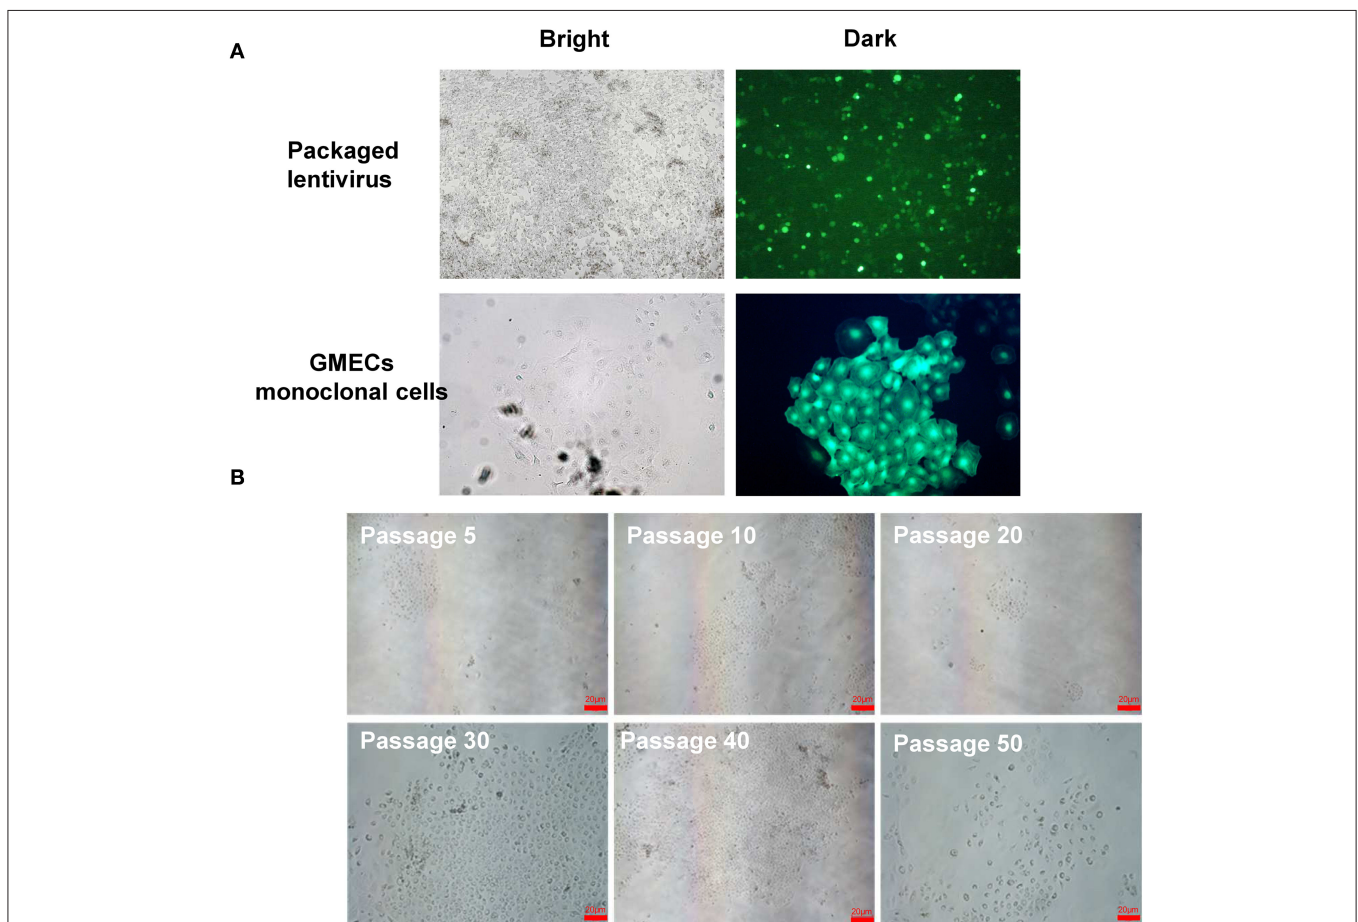 A
Bright
Dark
Packaged
lentivirus
GMECs
monoclonal cells
B
Passage 5
Passage 10
Passage 20
20μm
20μm
20μm
Passage 30
Passage 40
Passage 50
20μm
20μm
20μm